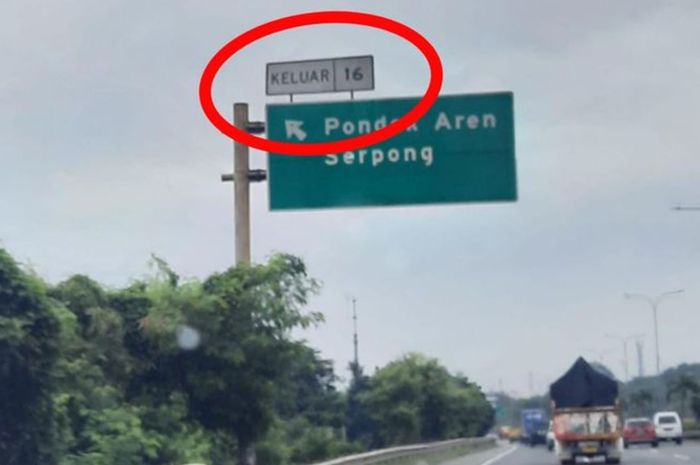 KELUAR 16
Pondok Aren
Serpong